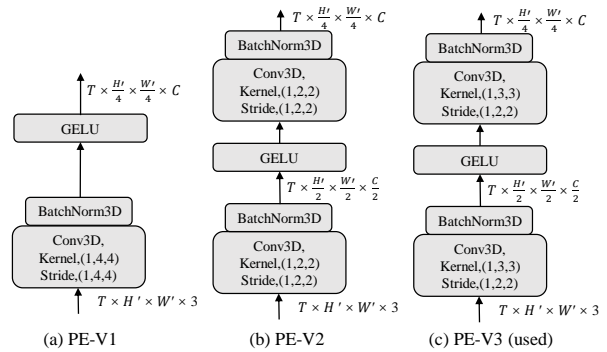 T × H′/4 × W′/4 × C
GELU
BatchNorm3D
Conv3D,
Kernel,(1,4,4)
Stride,(1,4,4)
T × H′ × W′ × 3
(a) PE-V1
T × H′/4 × W′/4 × C
BatchNorm3D
Conv3D,
Kernel,(1,2,2)
Stride,(1,2,2)
GELU
T × H′/2 × W′/2 × C/2
BatchNorm3D
Conv3D,
Kernel,(1,2,2)
Stride,(1,2,2)
T × H′ × W′ × 3
(b) PE-V2
T × H′/4 × W′/4 × C
BatchNorm3D
Conv3D,
Kernel,(1,3,3)
Stride,(1,2,2)
GELU
T × H′/2 × W′/2 × C/2
BatchNorm3D
Conv3D,
Kernel,(1,3,3)
Stride,(1,2,2)
T × H′ × W′ × 3
(c) PE-V3 (used)